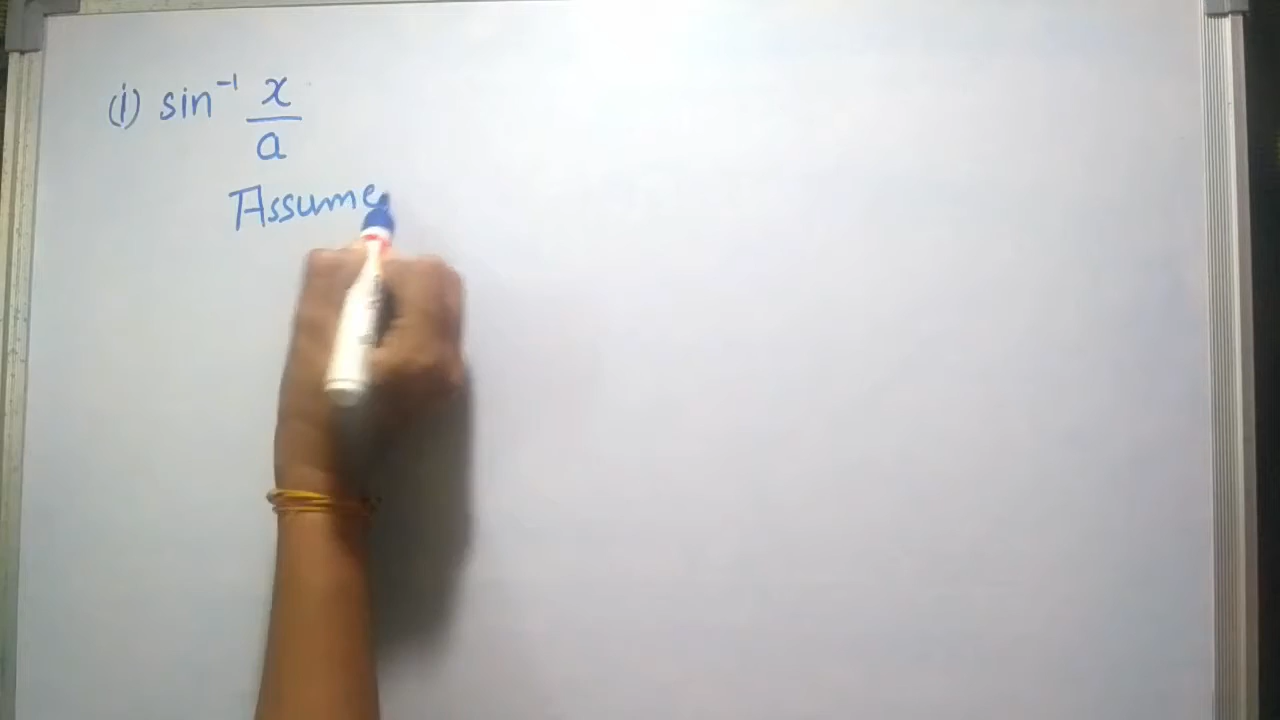 (i) sin⁻¹ x/a
Assume